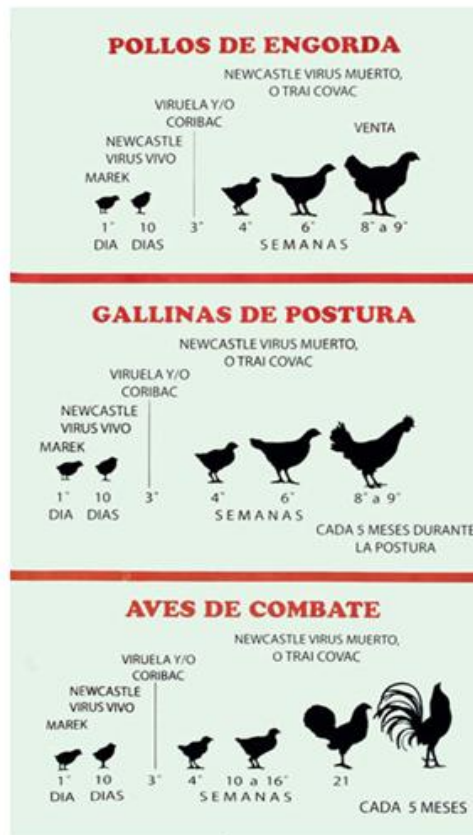 POLLOS DE ENGORDA
NEWCASTLE VIRUS MUERTO,
O TRAI COVAC
VIRUELA Y/O
CORIBAC
VENTA
NEWCASTLE
VIRUS VIVO
MAREK
1° 10 3° 4° 6° 8° a 9°
DIA DIAS SEMANAS
GALLINAS DE POSTURA
NEWCASTLE VIRUS MUERTO,
O TRAI COVAC
VIRUELA Y/O
CORIBAC
NEWCASTLE
VIRUS VIVO
MAREK
1° 10 3° 4° 6° 8° a 9°
DIA DIAS SEMANAS
CADA 5 MESES DURANTE
LA POSTURA
AVES DE COMBATE
NEWCASTLE VIRUS MUERTO,
O TRAI COVAC
VIRUELA Y/O
CORIBAC
NEWCASTLE
VIRUS VIVO
MAREK
1° 10 3° 4° 10 a 16° 21
DIA DIAS SEMANAS
CADA 5 MESES